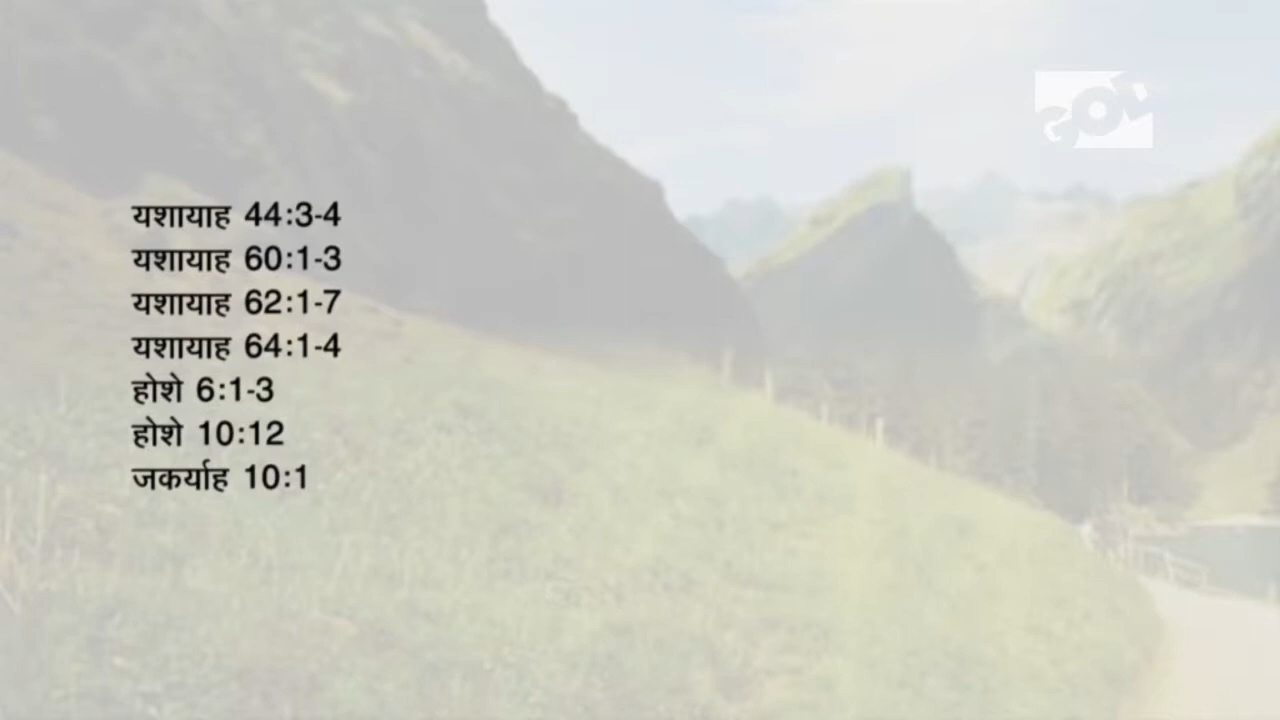 GOD
यशायाह 44:3-4
यशायाह 60:1-3
यशायाह 62:1-7
यशायाह 64:1-4
होशे 6:1-3
होशे 10:12
जकर्याह 10:1